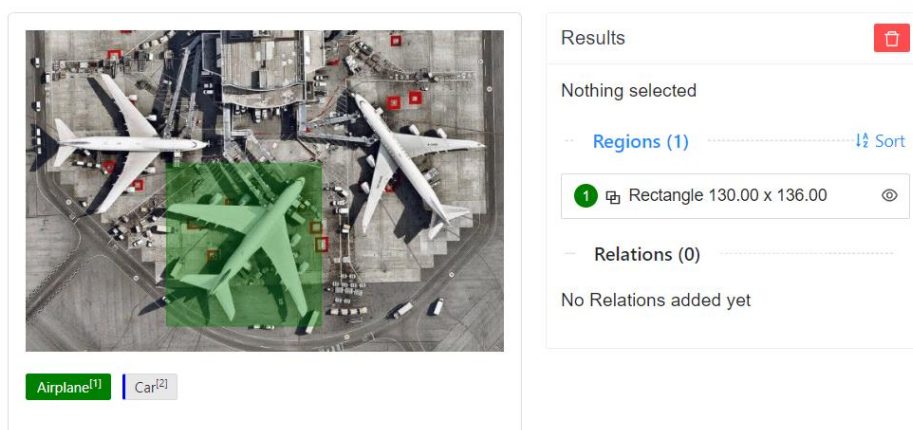 Results
Nothing selected
Regions (1)
Sort
1 Rectangle 130.00 x 136.00
Relations (0)
No Relations added yet
Airplane[1] Car[2]